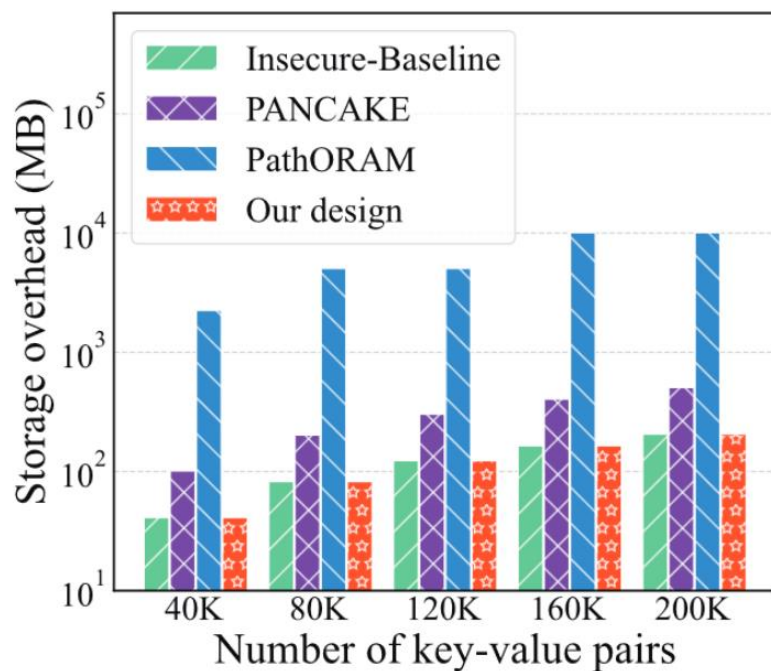 Storage overhead (MB)
10^5
10^4
10^3
10^2
10^1
Insecure-Baseline
PANCAKE
PathORAM
Our design
40K 80K 120K 160K 200K
Number of key-value pairs